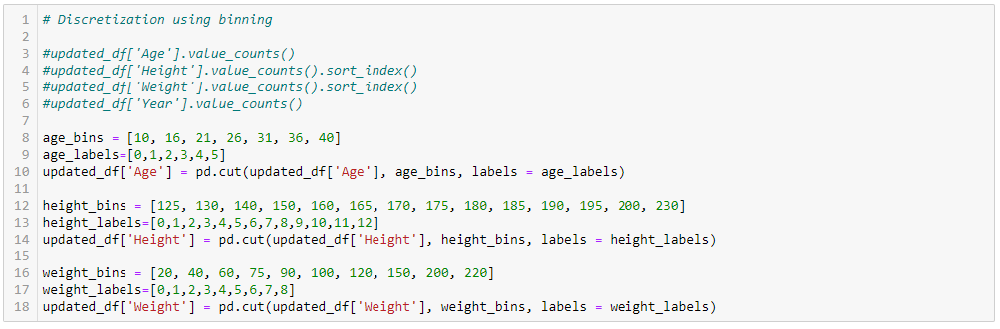 1 # Discretization using binning
2
3 #updated_df['Age'].value_counts()
4 #updated_df['Height'].value_counts().sort_index()
5 #updated_df['Weight'].value_counts().sort_index()
6 #updated_df['Year'].value_counts()
7
8 age_bins = [10, 16, 21, 26, 31, 36, 40]
9 age_labels=[0,1,2,3,4,5]
10 updated_df['Age'] = pd.cut(updated_df['Age'], age_bins, labels = age_labels)
11
12 height_bins = [125, 130, 140, 150, 160, 165, 170, 175, 180, 185, 190, 195, 200, 230]
13 height_labels=[0,1,2,3,4,5,6,7,8,9,10,11,12]
14 updated_df['Height'] = pd.cut(updated_df['Height'], height_bins, labels = height_labels)
15
16 weight_bins = [20, 40, 60, 75, 90, 100, 120, 150, 200, 220]
17 weight_labels=[0,1,2,3,4,5,6,7,8]
18 updated_df['Weight'] = pd.cut(updated_df['Weight'], weight_bins, labels = weight_labels)